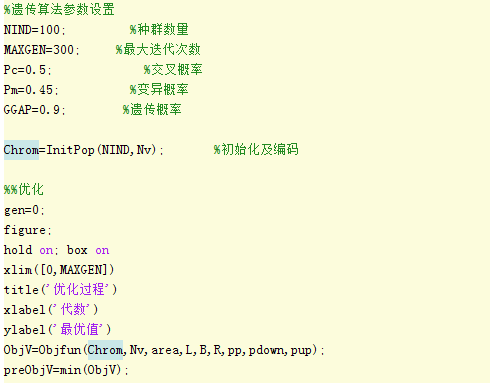 %遗传算法参数设置
NIND=100;          %种群数量
MAXGEN=300;     %最大迭代次数
Pc=0.5;             %交叉概率
Pm=0.45;          %变异概率
GGAP=0.9;        %遗传概率
Chrom=InitPop(NIND,Nv);       %初始化及编码
%%优化
gen=0;
figure;
hold on; box on
xlim([0,MAXGEN])
title('优化过程')
xlabel('代数')
ylabel('最优值')
ObjV=Objfun(Chrom,Nv,area,L,B,R,pp,pdown,pup);
preObjV=min(ObjV);